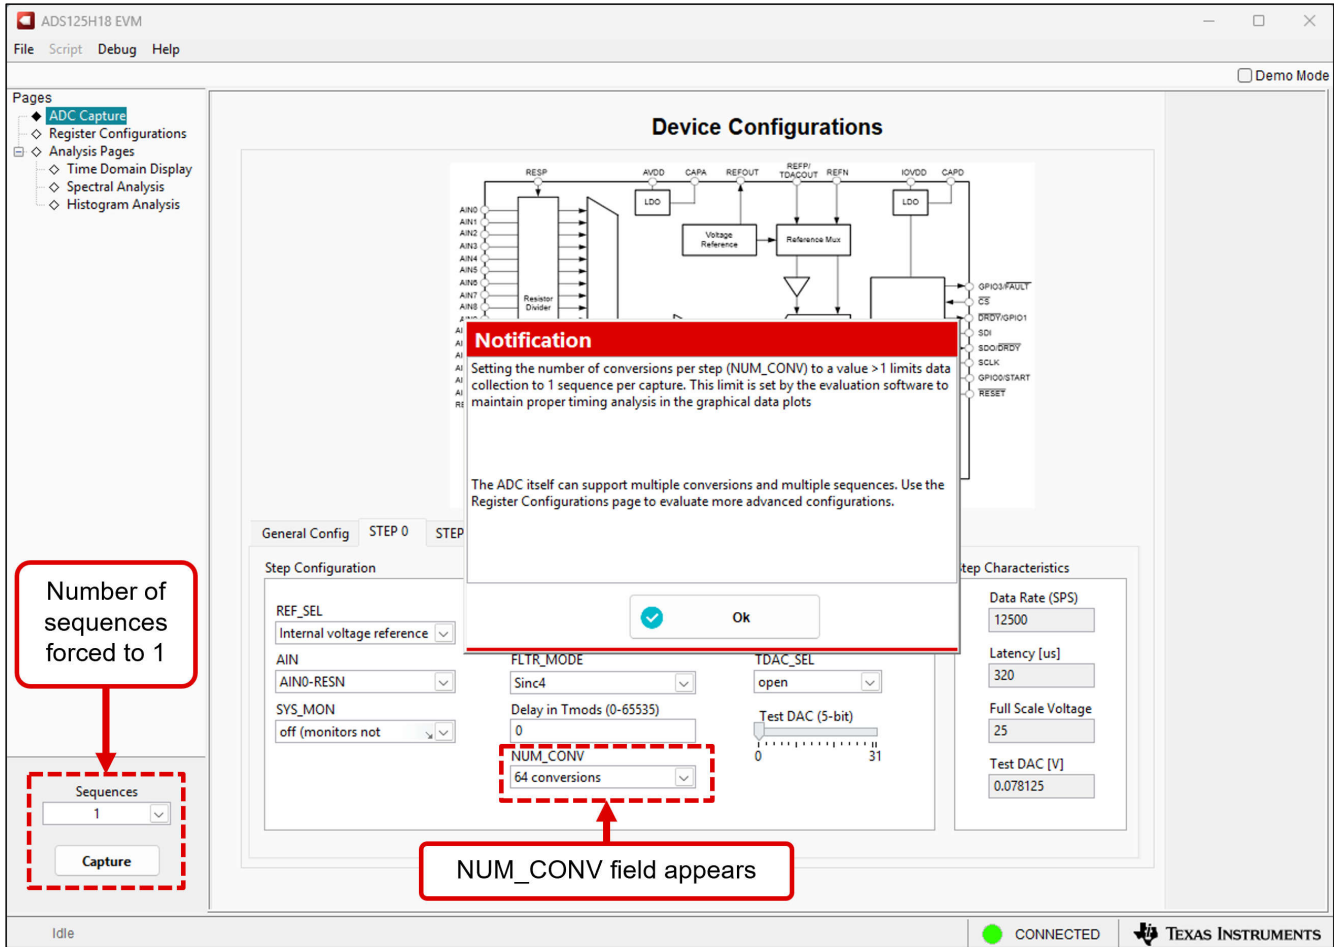 ADS125H18 EVM
File Script Debug Help
Demo Mode
Pages
ADC Capture
Register Configurations
Analysis Pages
Time Domain Display
Spectral Analysis
Histogram Analysis
Device Configurations
RESP
AVDD
CAPA
REFOUT
REFP/
TDACOUT
REFN
IOVDD
CAPD
LDO
LDO
AIN0
AIN1
AIN2
AIN3
AIN4
AIN5
AIN6
AIN7
AIN8
Voltage
Reference
Reference Mux
Resistor
Divider
GPIO3/FAULT
CS
DRDY/GPIO1
SDI
SDO/DRDY
SCLK
GPIO0/START
RESET
Notification
Setting the number of conversions per step (NUM_CONV) to a value >1 limits data
collection to 1 sequence per capture. This limit is set by the evaluation software to
maintain proper timing analysis in the graphical data plots
The ADC itself can support multiple conversions and multiple sequences. Use the
Register Configurations page to evaluate more advanced configurations.
Ok
General Config
STEP 0
STEP
Step Configuration
REF_SEL
Internal voltage reference
AIN
AIN0-RESN
SYS_MON
off (monitors not
FLTR_MODE
Sinc4
Delay in Tmods (0-65535)
0
NUM_CONV
64 conversions
TDAC_SEL
open
Test DAC (5-bit)
0 31
Step Characteristics
Data Rate (SPS)
12500
Latency [us]
320
Full Scale Voltage
25
Test DAC [V]
0.078125
Number of
sequences
forced to 1
Sequences
1
Capture
NUM_CONV field appears
Idle
CONNECTED
TEXAS INSTRUMENTS